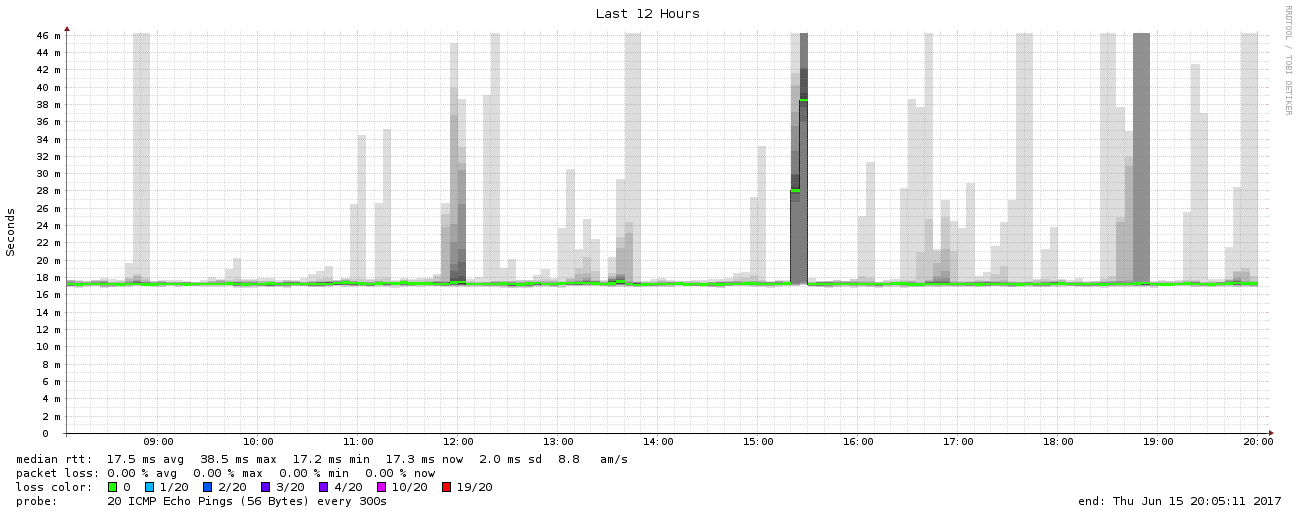 Last 12 Hours
RRDTOOL / TOBI OETIKER
Seconds
46 m
44 m
42 m
40 m
38 m
36 m
34 m
32 m
30 m
28 m
26 m
24 m
22 m
20 m
18 m
16 m
14 m
12 m
10 m
8 m
6 m
4 m
2 m
0
09:00 10:00 11:00 12:00 13:00 14:00 15:00 16:00 17:00 18:00 19:00 20:00
median rtt: 17.5 ms avg 38.5 ms max 17.2 ms min 17.3 ms now 2.0 ms sd 8.8 am/s
packet loss: 0.00 % avg 0.00 % max 0.00 % min 0.00 % now
loss color: 0 1/20 2/20 3/20 4/20 10/20 19/20
probe: 20 ICMP Echo Pings (56 Bytes) every 300s end: Thu Jun 15 20:05:11 2017